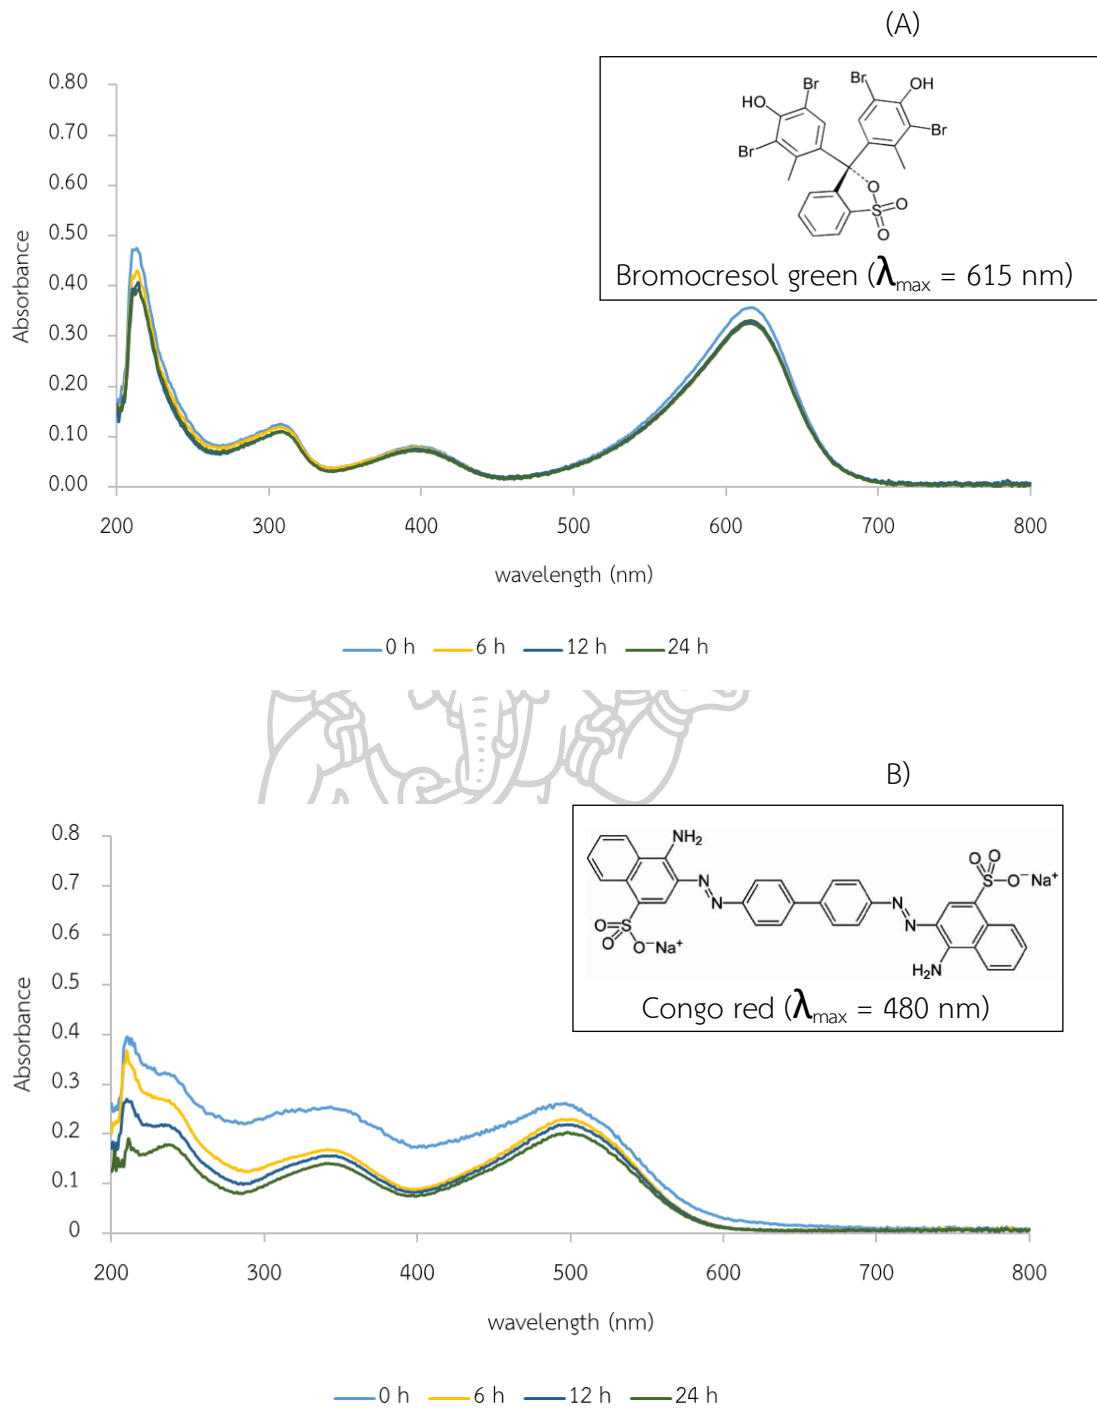 (A)
0.80
0.70
0.60
0.50
0.40
0.30
0.20
0.10
0.00
Absorbance
Br
Br
OH
HO
Br
Br
O
S
O
O
Bromocresol green (λmax = 615 nm)
200 300 400 500 600 700 800
wavelength (nm)
0 h 6 h 12 h 24 h
B)
0.8
0.7
0.6
0.5
0.4
0.3
0.2
0.1
0
Absorbance
NH₂
N
N
O
S
O
O⁻Na⁺
O O
S
O⁻Na⁺
N
N
H₂N
Congo red (λmax = 480 nm)
200 300 400 500 600 700 800
wavelength (nm)
0 h 6 h 12 h 24 h